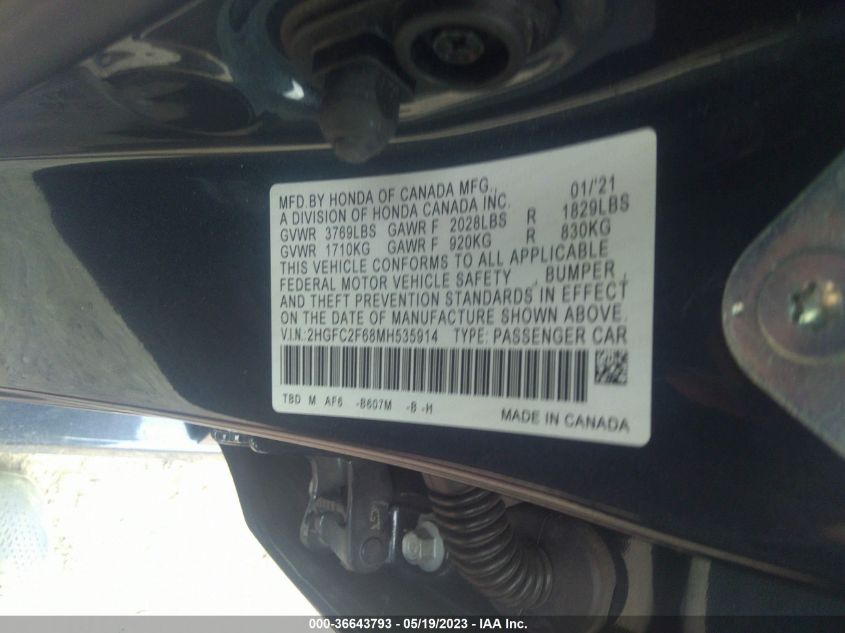 MFD.BY HONDA OF CANADA MFG., 01/'21
A DIVISION OF HONDA CANADA INC.
GVWR 3769LBS GAWR F 2028LBS R 1829LBS
GVWR 1710KG GAWR F 920KG R 830KG
THIS VEHICLE CONFORMS TO ALL APPLICABLE
FEDERAL MOTOR VEHICLE SAFETY , BUMPER ,
AND THEFT PREVENTION STANDARDS IN EFFECT
ON THE DATE OF MANUFACTURE SHOWN ABOVE.
V.I.N.:2HGFC2F68MH535914 TYPE: PASSENGER CAR
TBD M AF6 -B607M -B -H
MADE IN CANADA
000-36643793 - 05/19/2023 - IAA Inc.